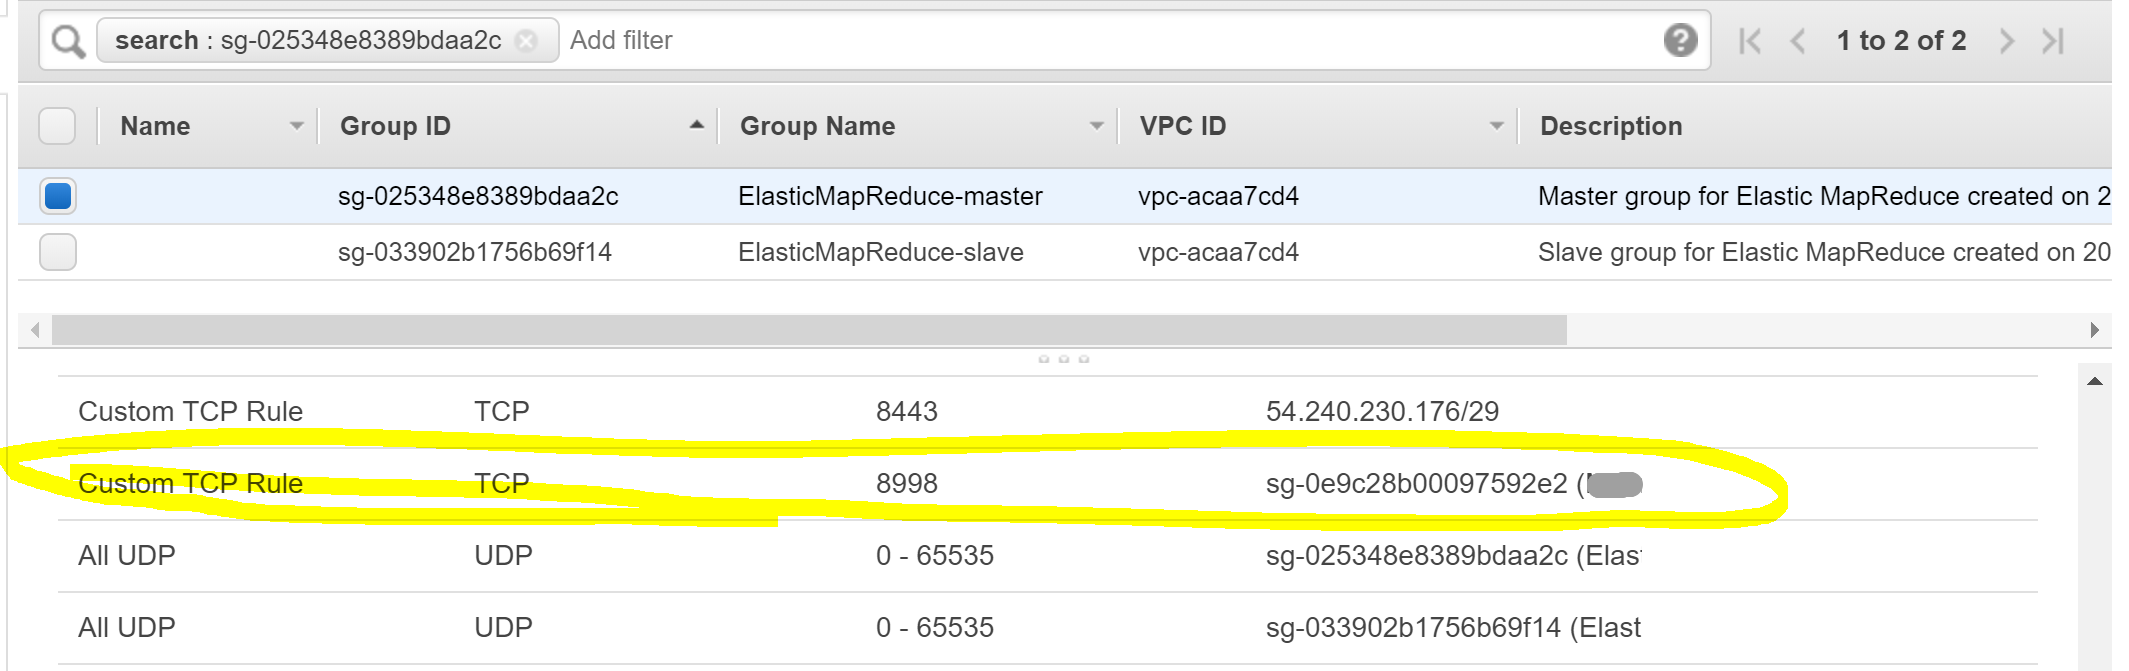 search : sg-025348e8389bdaa2c Add filter 1 to 2 of 2
Name Group ID Group Name VPC ID Description
sg-025348e8389bdaa2c ElasticMapReduce-master vpc-acaa7cd4 Master group for Elastic MapReduce created on 2
sg-033902b1756b69f14 ElasticMapReduce-slave vpc-acaa7cd4 Slave group for Elastic MapReduce created on 20
Custom TCP Rule TCP 8443 54.240.230.176/29
Custom TCP Rule TCP 8998 sg-0e9c28b00097592e2 (
All UDP UDP 0 - 65535 sg-025348e8389bdaa2c (Elas
All UDP UDP 0 - 65535 sg-033902b1756b69f14 (Elast